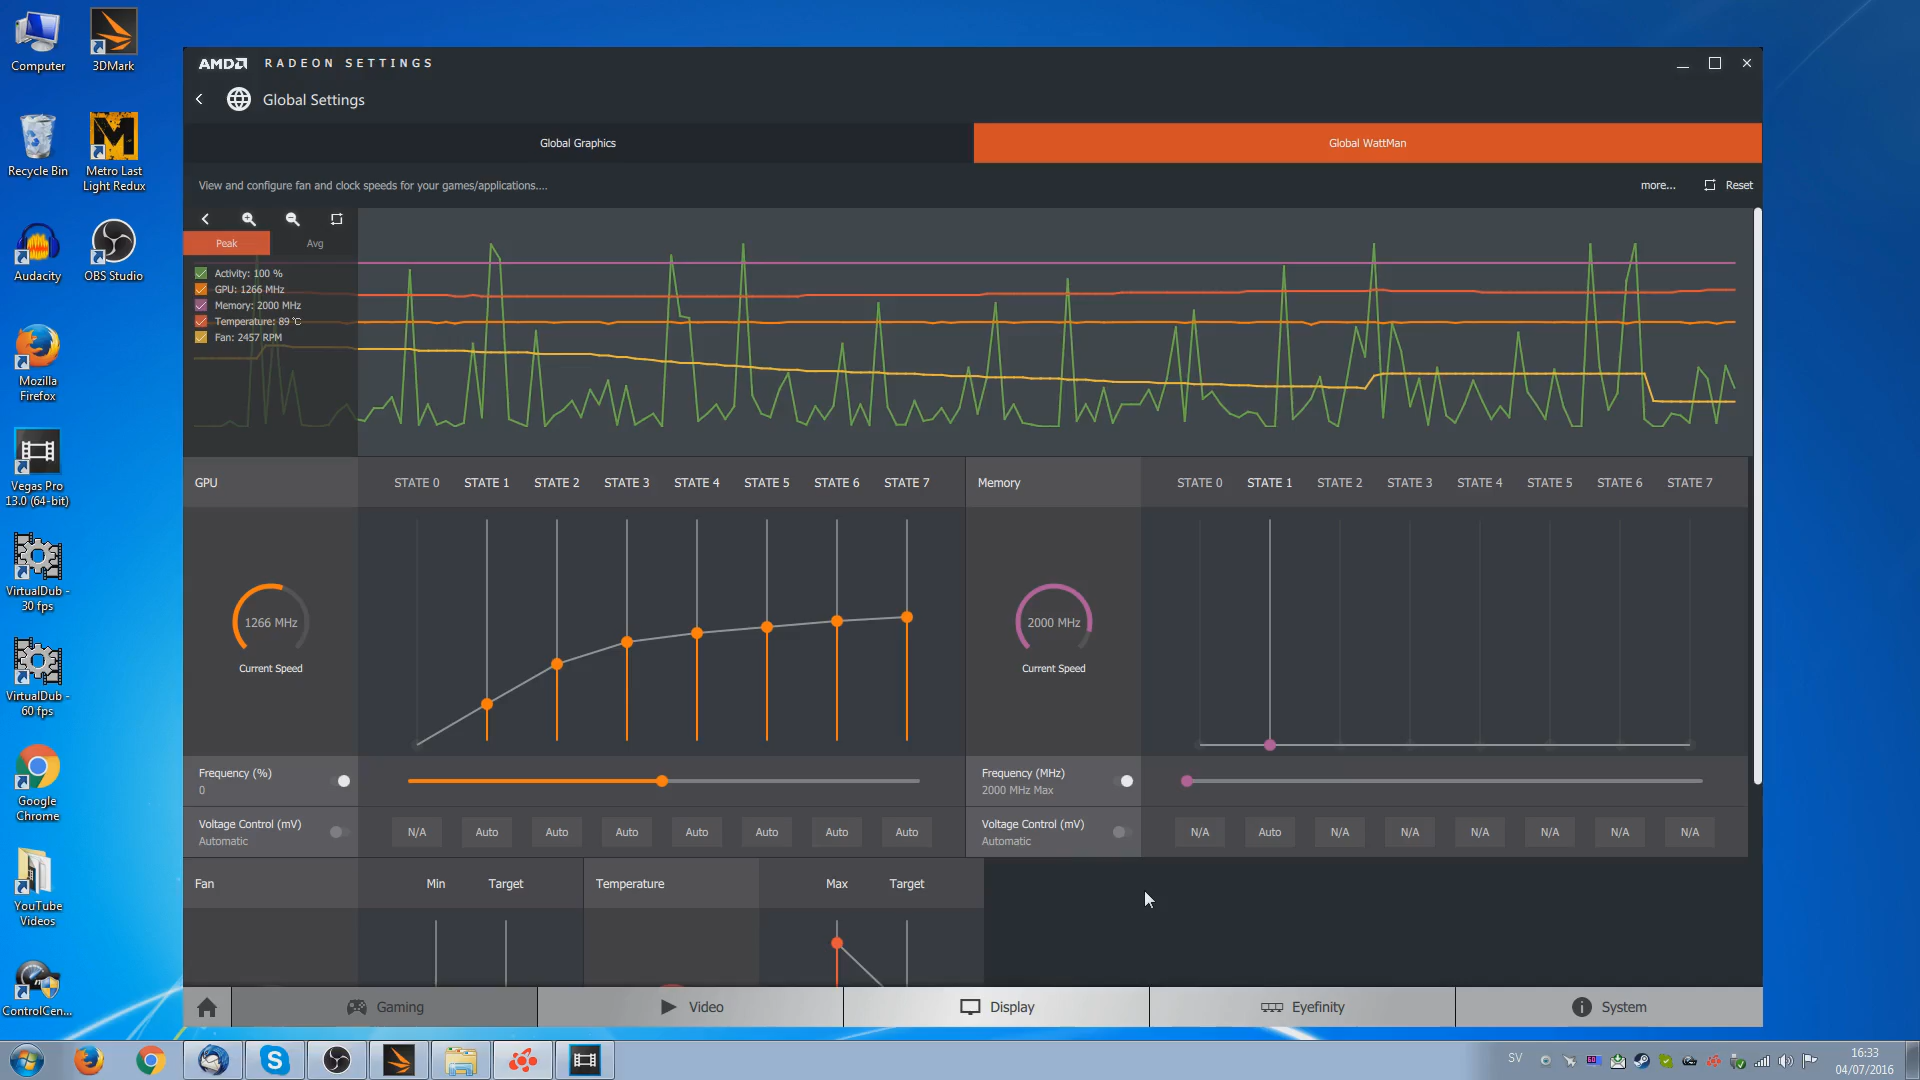 Computer
3DMark
Recycle Bin
Metro Last
Light Redux
Audacity
OBS Studio
Mozilla
Firefox
Vegas Pro
13.0 (64-bit)
VirtualDub -
30 fps
VirtualDub -
60 fps
Google
Chrome
YouTube
Videos
ControlCen...
AMD RADEON SETTINGS
Global Settings
Global Graphics
Global WattMan
View and configure fan and clock speeds for your games/applications....
more...
Reset
Peak
Avg
Activity: 100 %
GPU: 1266 MHz
Memory: 2000 MHz
Temperature: 89 °C
Fan: 2457 RPM
GPU
STATE 0 STATE 1 STATE 2 STATE 3 STATE 4 STATE 5 STATE 6 STATE 7
1266 MHz
Current Speed
Frequency (%)
0
Voltage Control (mV)
Automatic
N/A Auto Auto Auto Auto Auto Auto Auto
Memory
STATE 0 STATE 1 STATE 2 STATE 3 STATE 4 STATE 5 STATE 6 STATE 7
2000 MHz
Current Speed
Frequency (MHz)
2000 MHz Max
Voltage Control (mV)
Automatic
N/A Auto N/A N/A N/A N/A N/A N/A
Fan
Min Target
Temperature
Max Target
Gaming
Video
Display
Eyefinity
System
SV
60
16:33
04/07/2016